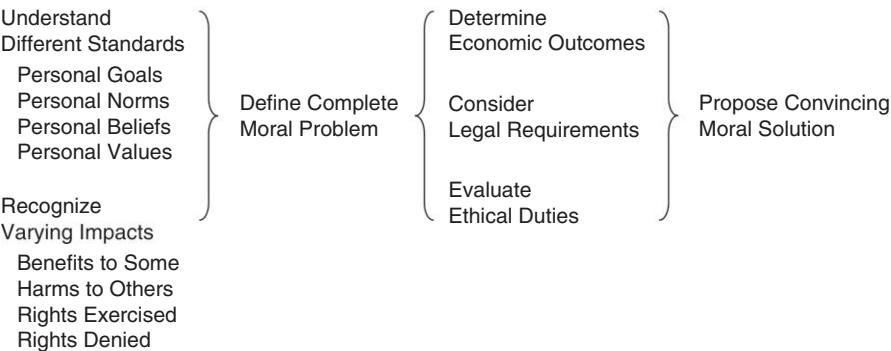 Understand
Different Standards
Personal Goals
Personal Norms
Personal Beliefs
Personal Values
Recognize
Varying Impacts
Benefits to Some
Harms to Others
Rights Exercised
Rights Denied
Define Complete
Moral Problem
Determine
Economic Outcomes
Consider
Legal Requirements
Evaluate
Ethical Duties
Propose Convincing
Moral Solution